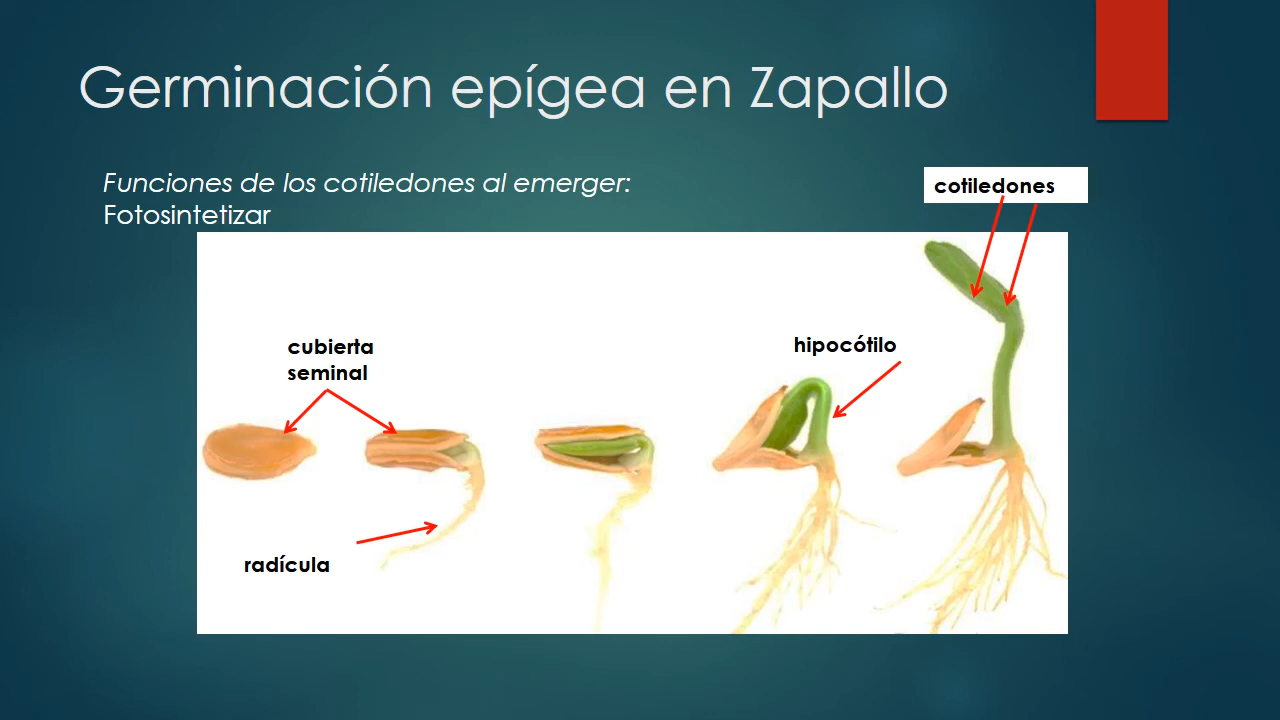 Germinación epígea en Zapallo
Funciones de los cotiledones al emerger:
Fotosintetizar
cotiledones
cubierta
seminal
hipocótilo
radícula